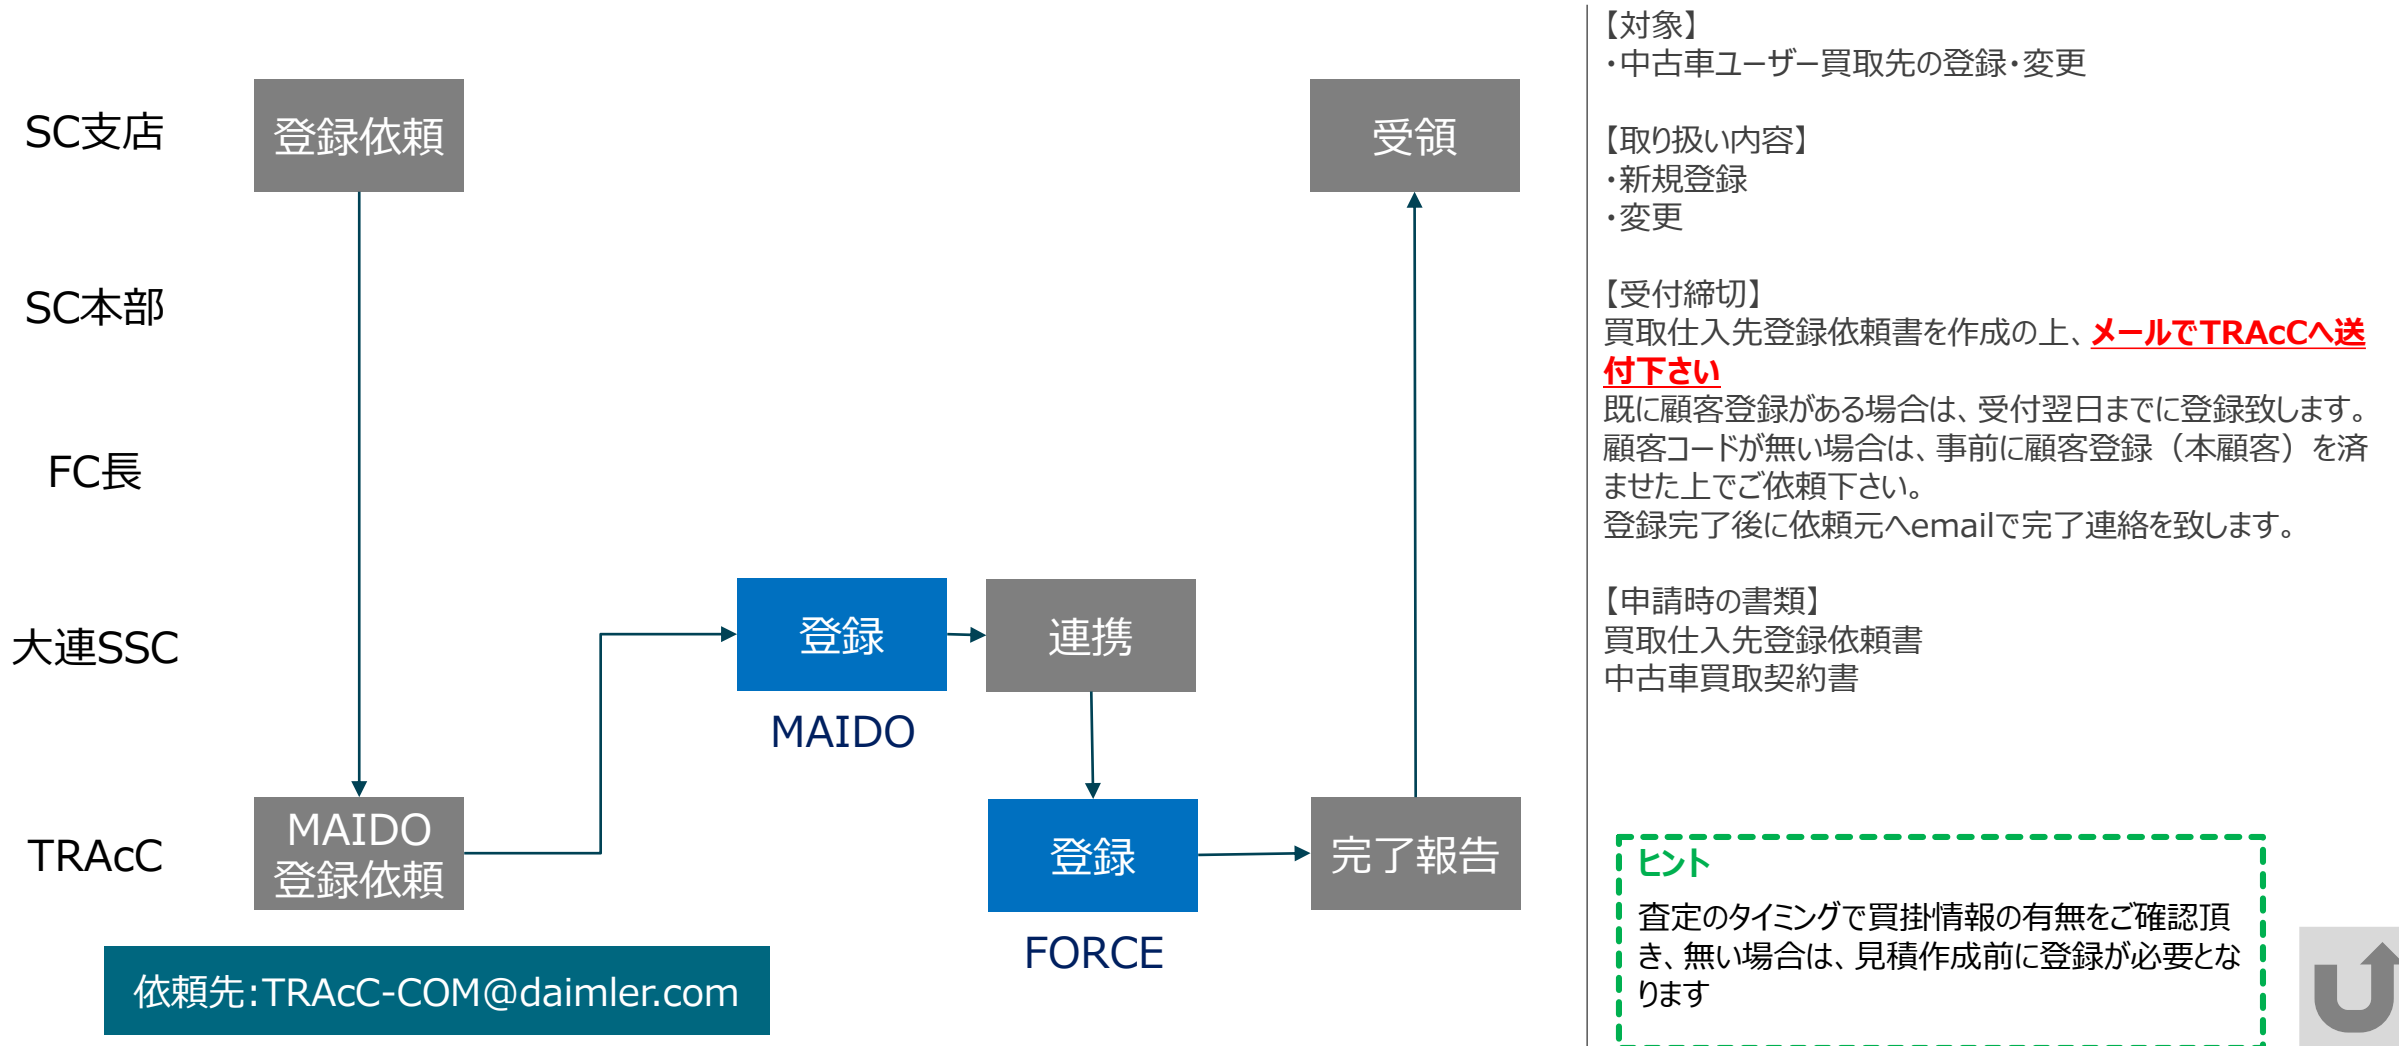 SC支店
登録依頼
受領
SC本部
FC長
大連SSC
登録
連携
MAIDO
TRAcC
MAIDO
登録依頼
登録
完了報告
FORCE
依頼先:TRAcC-COM@daimler.com
【対象】
・中古車ユーザー買取先の登録・変更
【取り扱い内容】
・新規登録
・変更
【受付締切】
買取仕入先登録依頼書を作成の上、メールでTRAcCへ送
付下さい
既に顧客登録がある場合は、受付翌日までに登録致します。
顧客コードが無い場合は、事前に顧客登録（本顧客）を済
ませた上でご依頼下さい。
登録完了後に依頼元へemailで完了連絡を致します。
【申請時の書類】
買取仕入先登録依頼書
中古車買取契約書
ヒント
査定のタイミングで買掛情報の有無をご確認頂
き、無い場合は、見積作成前に登録が必要とな
ります